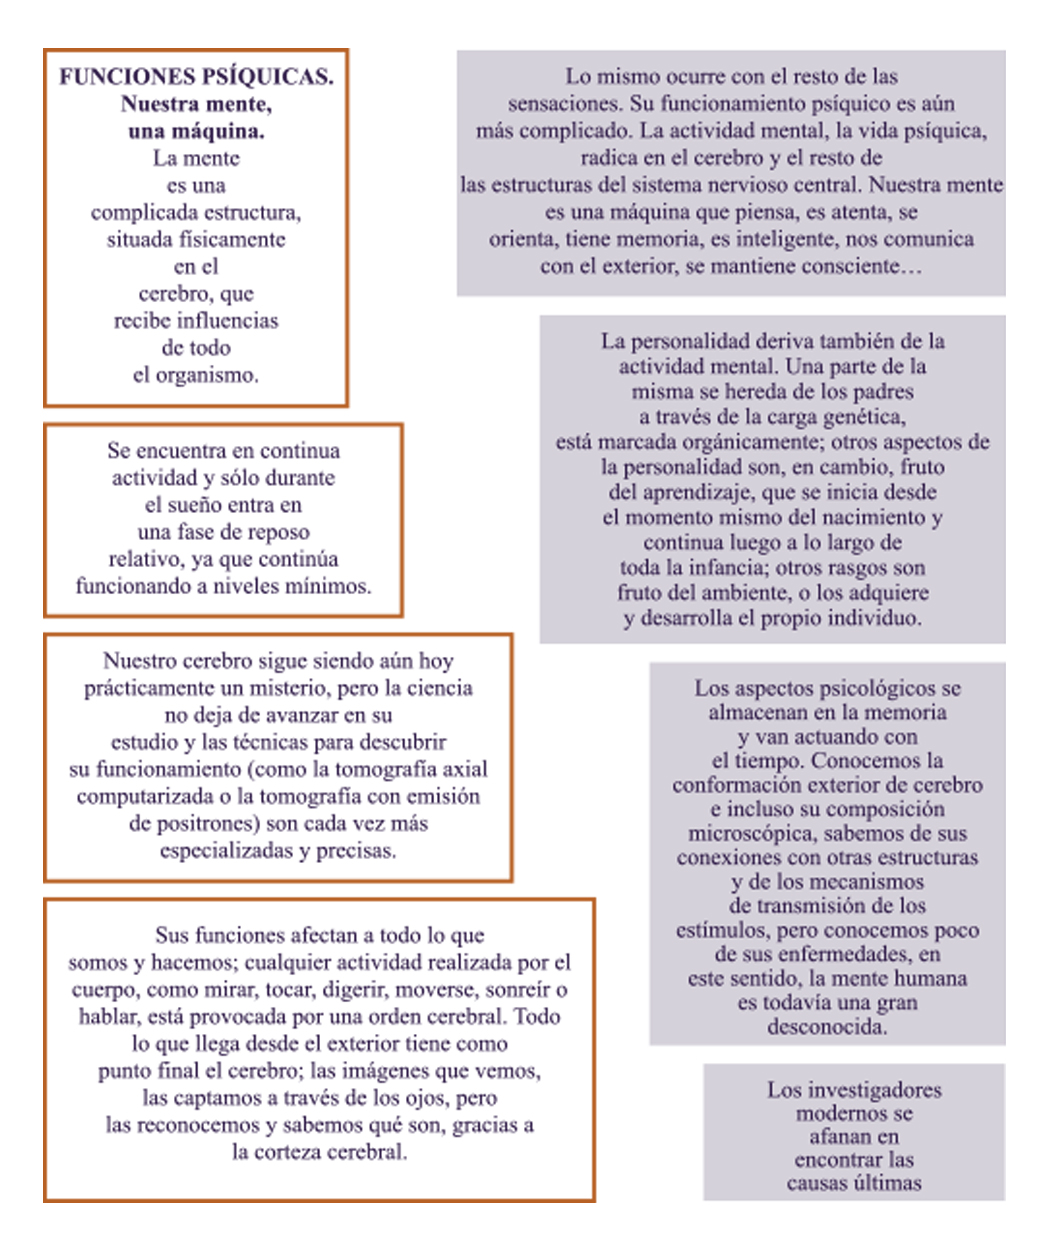 FUNCIONES PSÍQUICAS.
Nuestra mente,
una máquina.
La mente
es una
complicada estructura,
situada físicamente
en el
cerebro, que
recibe influencias
de todo
el organismo.
Se encuentra en continua
actividad y sólo durante
el sueño entra en
una fase de reposo
relativo, ya que continúa
funcionando a niveles mínimos.
Nuestro cerebro sigue siendo aún hoy
prácticamente un misterio, pero la ciencia
no deja de avanzar en su
estudio y las técnicas para descubrir
su funcionamiento (como la tomografía axial
computarizada o la tomografía con emisión
de positrones) son cada vez más
especializadas y precisas.
Sus funciones afectan a todo lo que
somos y hacemos; cualquier actividad realizada por el
cuerpo, como mirar, tocar, digerir, moverse, sonreír o
hablar, está provocada por una orden cerebral. Todo
lo que llega desde el exterior tiene como
punto final el cerebro; las imágenes que vemos,
las captamos a través de los ojos, pero
las reconocemos y sabemos qué son, gracias a
la corteza cerebral.
Lo mismo ocurre con el resto de las
sensaciones. Su funcionamiento psíquico es aún
más complicado. La actividad mental, la vida psíquica,
radica en el cerebro y el resto de
las estructuras del sistema nervioso central. Nuestra mente
es una máquina que piensa, es atenta, se
orienta, tiene memoria, es inteligente, nos comunica
con el exterior, se mantiene consciente…
La personalidad deriva también de la
actividad mental. Una parte de la
misma se hereda de los padres
a través de la carga genética,
está marcada orgánicamente; otros aspectos de
la personalidad son, en cambio, fruto
del aprendizaje, que se inicia desde
el momento mismo del nacimiento y
continua luego a lo largo de
toda la infancia; otros rasgos son
fruto del ambiente, o los adquiere
y desarrolla el propio individuo.
Los aspectos psicológicos se
almacenan en la memoria
y van actuando con
el tiempo. Conocemos la
conformación exterior de cerebro
e incluso su composición
microscópica, sabemos de sus
conexiones con otras estructuras
y de los mecanismos
de transmisión de los
estímulos, pero conocemos poco
de sus enfermedades, en
este sentido, la mente humana
es todavía una gran
desconocida.
Los investigadores
modernos se
afanan en
encontrar las
causas últimas